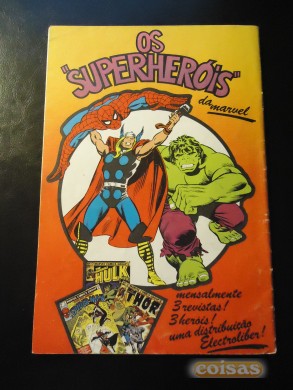 OS
"SUPERHERÓIS"
da marvel
HULK
THOR
mensalmente
3 revistas!
3 heróis!
uma distribuição
Electroliber!
coisas